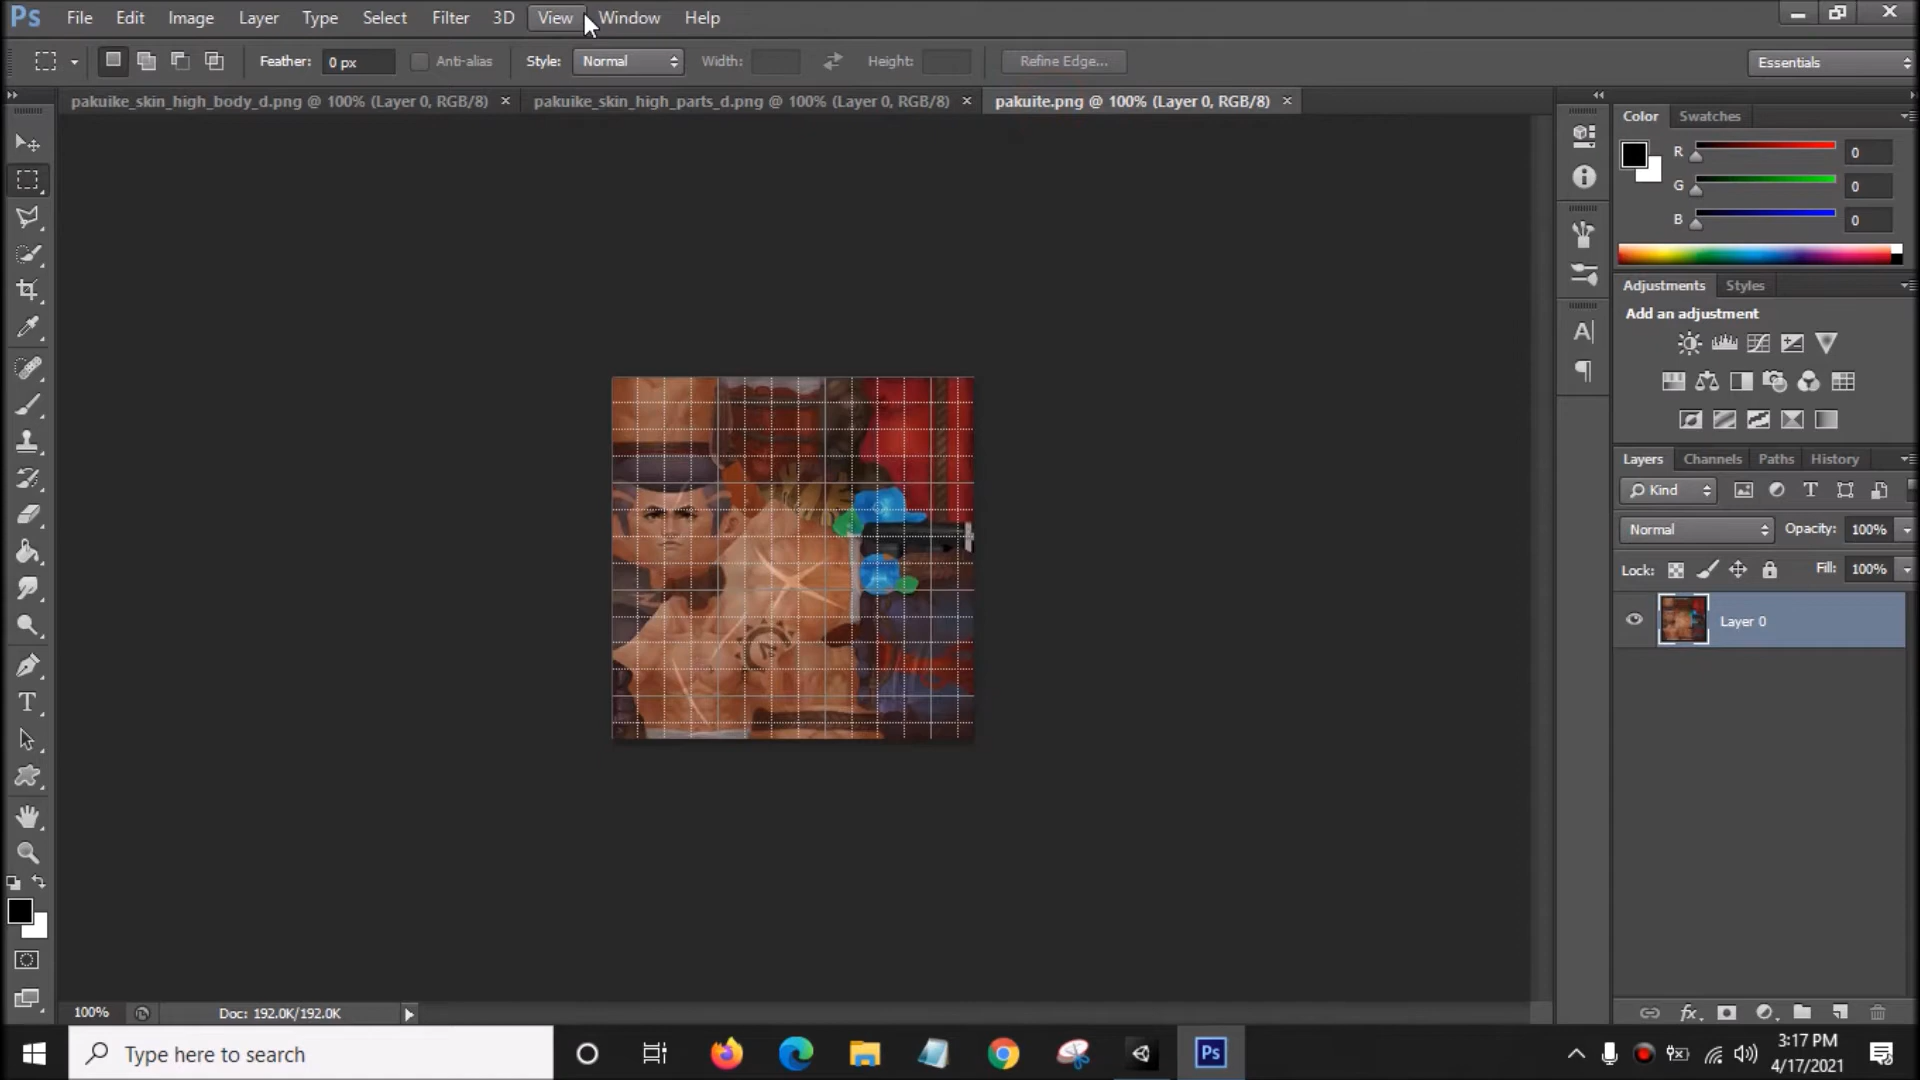 Ps File Edit Image Layer Type Select Filter 3D View Window Help
Feather: 0 px Anti-alias Style: Normal Width: Height: Refine Edge... Essentials
pakuike_skin_high_body_d.png @ 100% (Layer 0, RGB/8) × pakuike_skin_high_parts_d.png @ 100% (Layer 0, RGB/8) × pakuite.png @ 100% (Layer 0, RGB/8) ×
Color Swatches
R 0
G 0
B 0
Adjustments Styles
Add an adjustment
Layers Channels Paths History
Kind
Normal Opacity: 100%
Lock: Fill: 100%
Layer 0
100% Doc: 192.0K/192.0K
Type here to search
Ps
3:17 PM
4/17/2021